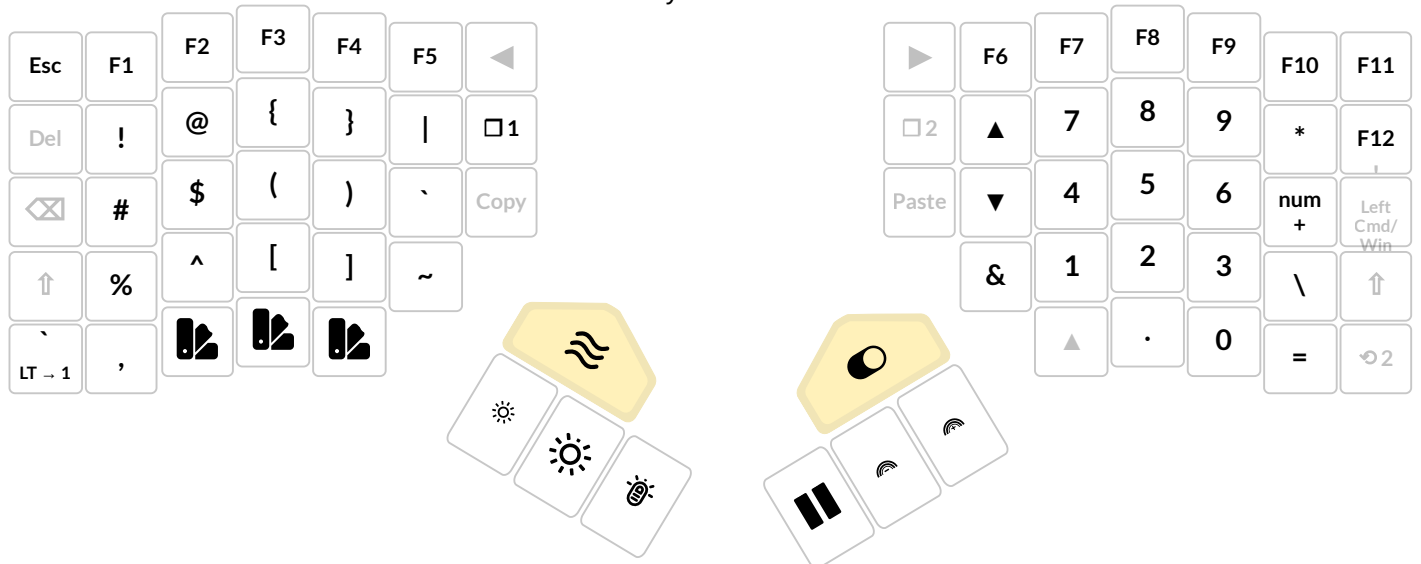 Esc F1 F2 F3 F4 F5 ◀ ▶ F6 F7 F8 F9 F10 F11
Del ! @ { } | ❐ 1 ❐ 2 ▲ 7 8 9 * F12
⌫ # $ ( ) ` Copy Paste ▼ 4 5 6 num + Left Cmd/ Win
⇧ % ^ [ ] ~ & 1 2 3 \ ⇧
` LT → 1 , ▲ . 0 = ⟲ 2